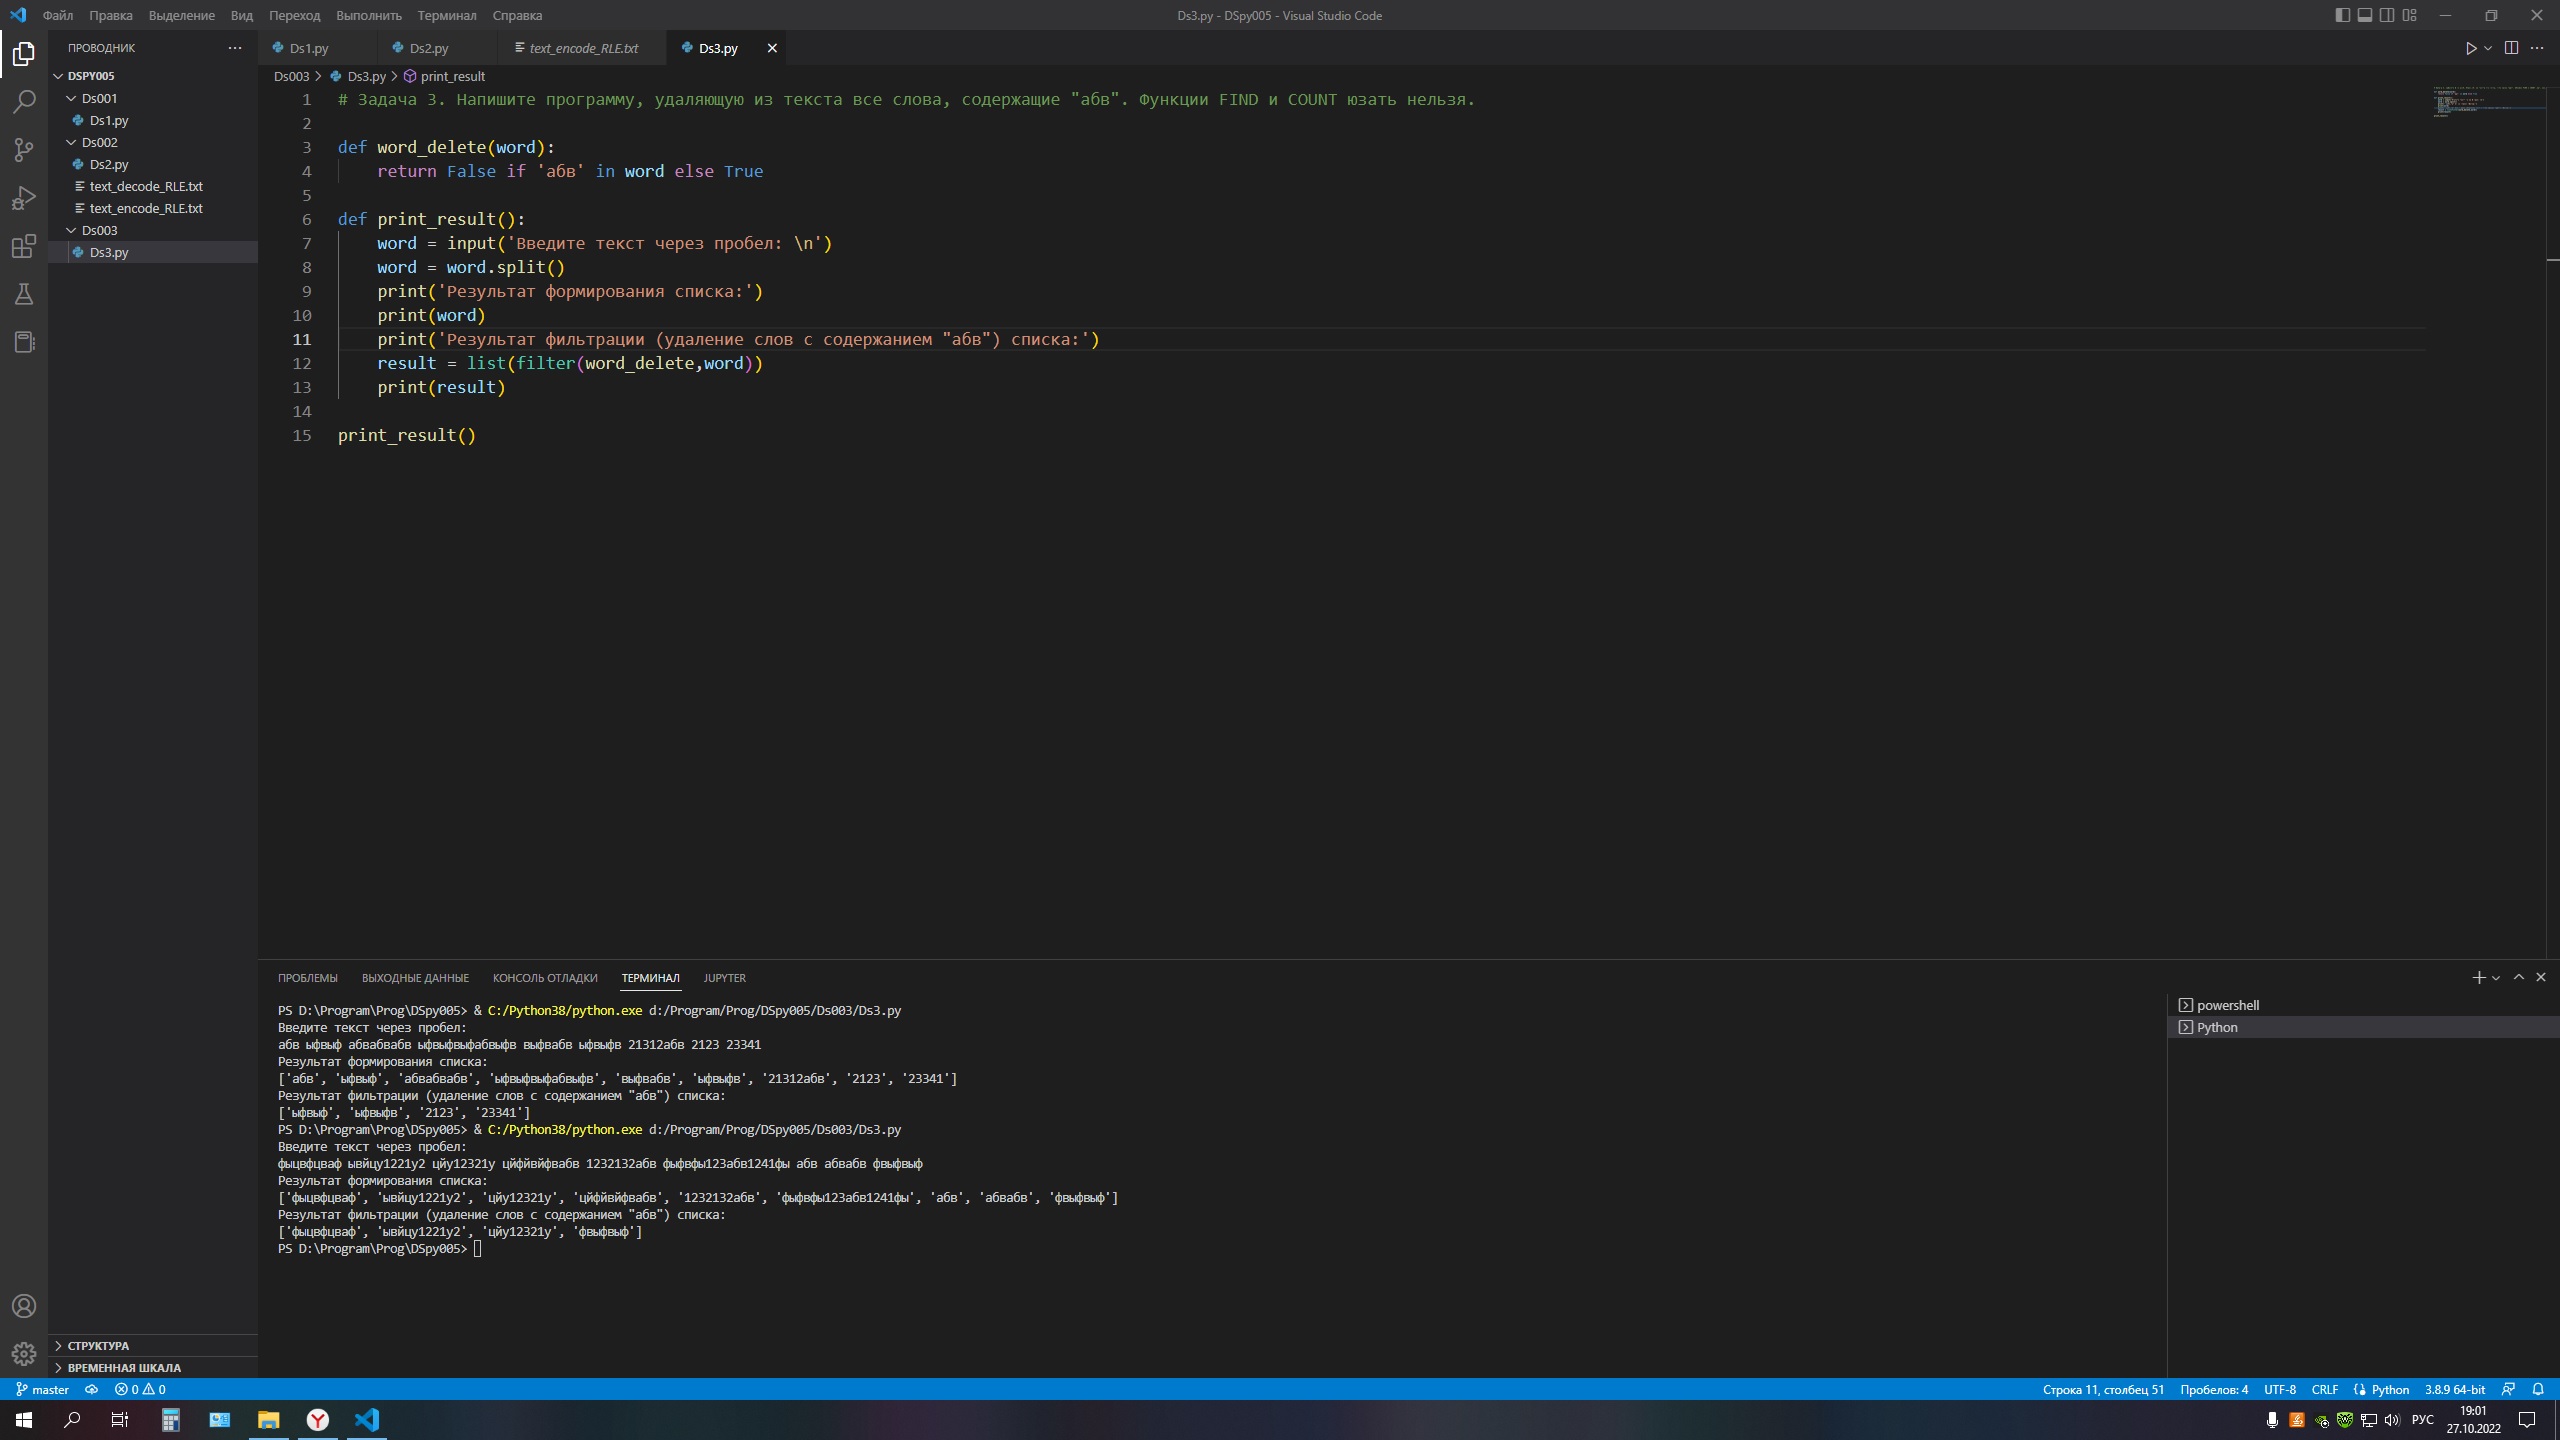 Файл Правка Выделение Вид Переход Выполнить Терминал Справка
Ds3.py - DSpy005 - Visual Studio Code
ПРОВОДНИК
DSPY005
Ds001
Ds1.py
Ds002
Ds2.py
text_decode_RLE.txt
text_encode_RLE.txt
Ds003
Ds3.py
СТРУКТУРА
ВРЕМЕННАЯ ШКАЛА
Ds1.py Ds2.py text_encode_RLE.txt Ds3.py
Ds003 > Ds3.py > print_result
1 # Задача 3. Напишите программу, удаляющую из текста все слова, содержащие "абв". Функции FIND и COUNT юзать нельзя.
2
3 def word_delete(word):
4     return False if 'абв' in word else True
5
6 def print_result():
7     word = input('Введите текст через пробел: \n')
8     word = word.split()
9     print('Результат формирования списка:')
10     print(word)
11     print('Результат фильтрации (удаление слов с содержанием "абв") списка:')
12     result = list(filter(word_delete,word))
13     print(result)
14
15 print_result()
ПРОБЛЕМЫ ВЫХОДНЫЕ ДАННЫЕ КОНСОЛЬ ОТЛАДКИ ТЕРМИНАЛ JUPYTER
PS D:\Program\Prog\DSpy005> & C:/Python38/python.exe d:/Program/Prog/DSpy005/Ds003/Ds3.py
Введите текст через пробел:
абв ыфвыф абвабвабв ыфвыфвыфабвыфв выфвабв ыфвыфв 21312абв 2123 23341
Результат формирования списка:
['абв', 'ыфвыф', 'абвабвабв', 'ыфвыфвыфабвыфв', 'выфвабв', 'ыфвыфв', '21312абв', '2123', '23341']
Результат фильтрации (удаление слов с содержанием "абв") списка:
['ыфвыф', 'ыфвыфв', '2123', '23341']
PS D:\Program\Prog\DSpy005> & C:/Python38/python.exe d:/Program/Prog/DSpy005/Ds003/Ds3.py
Введите текст через пробел:
фыцвфцваф ывйцу1221у2 цйу12321у цйфйвйфвабв 1232132абв фыфвфы123абв1241фы абв абвабв фвыфвыф
Результат формирования списка:
['фыцвфцваф', 'ывйцу1221у2', 'цйу12321у', 'цйфйвйфвабв', '1232132абв', 'фыфвфы123абв1241фы', 'абв', 'абвабв', 'фвыфвыф']
Результат фильтрации (удаление слов с содержанием "абв") списка:
['фыцвфцваф', 'ывйцу1221у2', 'цйу12321у', 'фвыфвыф']
PS D:\Program\Prog\DSpy005>
powershell
Python
master 0 0
Строка 11, столбец 51 Пробелов: 4 UTF-8 CRLF Python 3.8.9 64-bit
РУС
19:01
27.10.2022